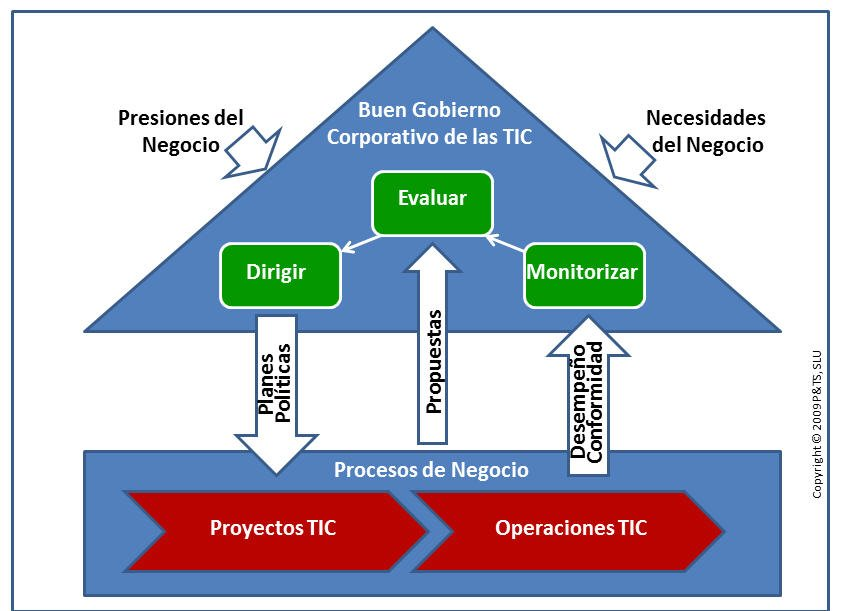 Buen Gobierno
Corporativo de las TIC
Presiones del
Negocio
Necesidades
del Negocio
Evaluar
Dirigir
Monitorizar
Planes
Políticas
Propuestas
Desempeño
Conformidad
Procesos de Negocio
Proyectos TIC
Operaciones TIC
Copyright © 2009 P&TS, SLU